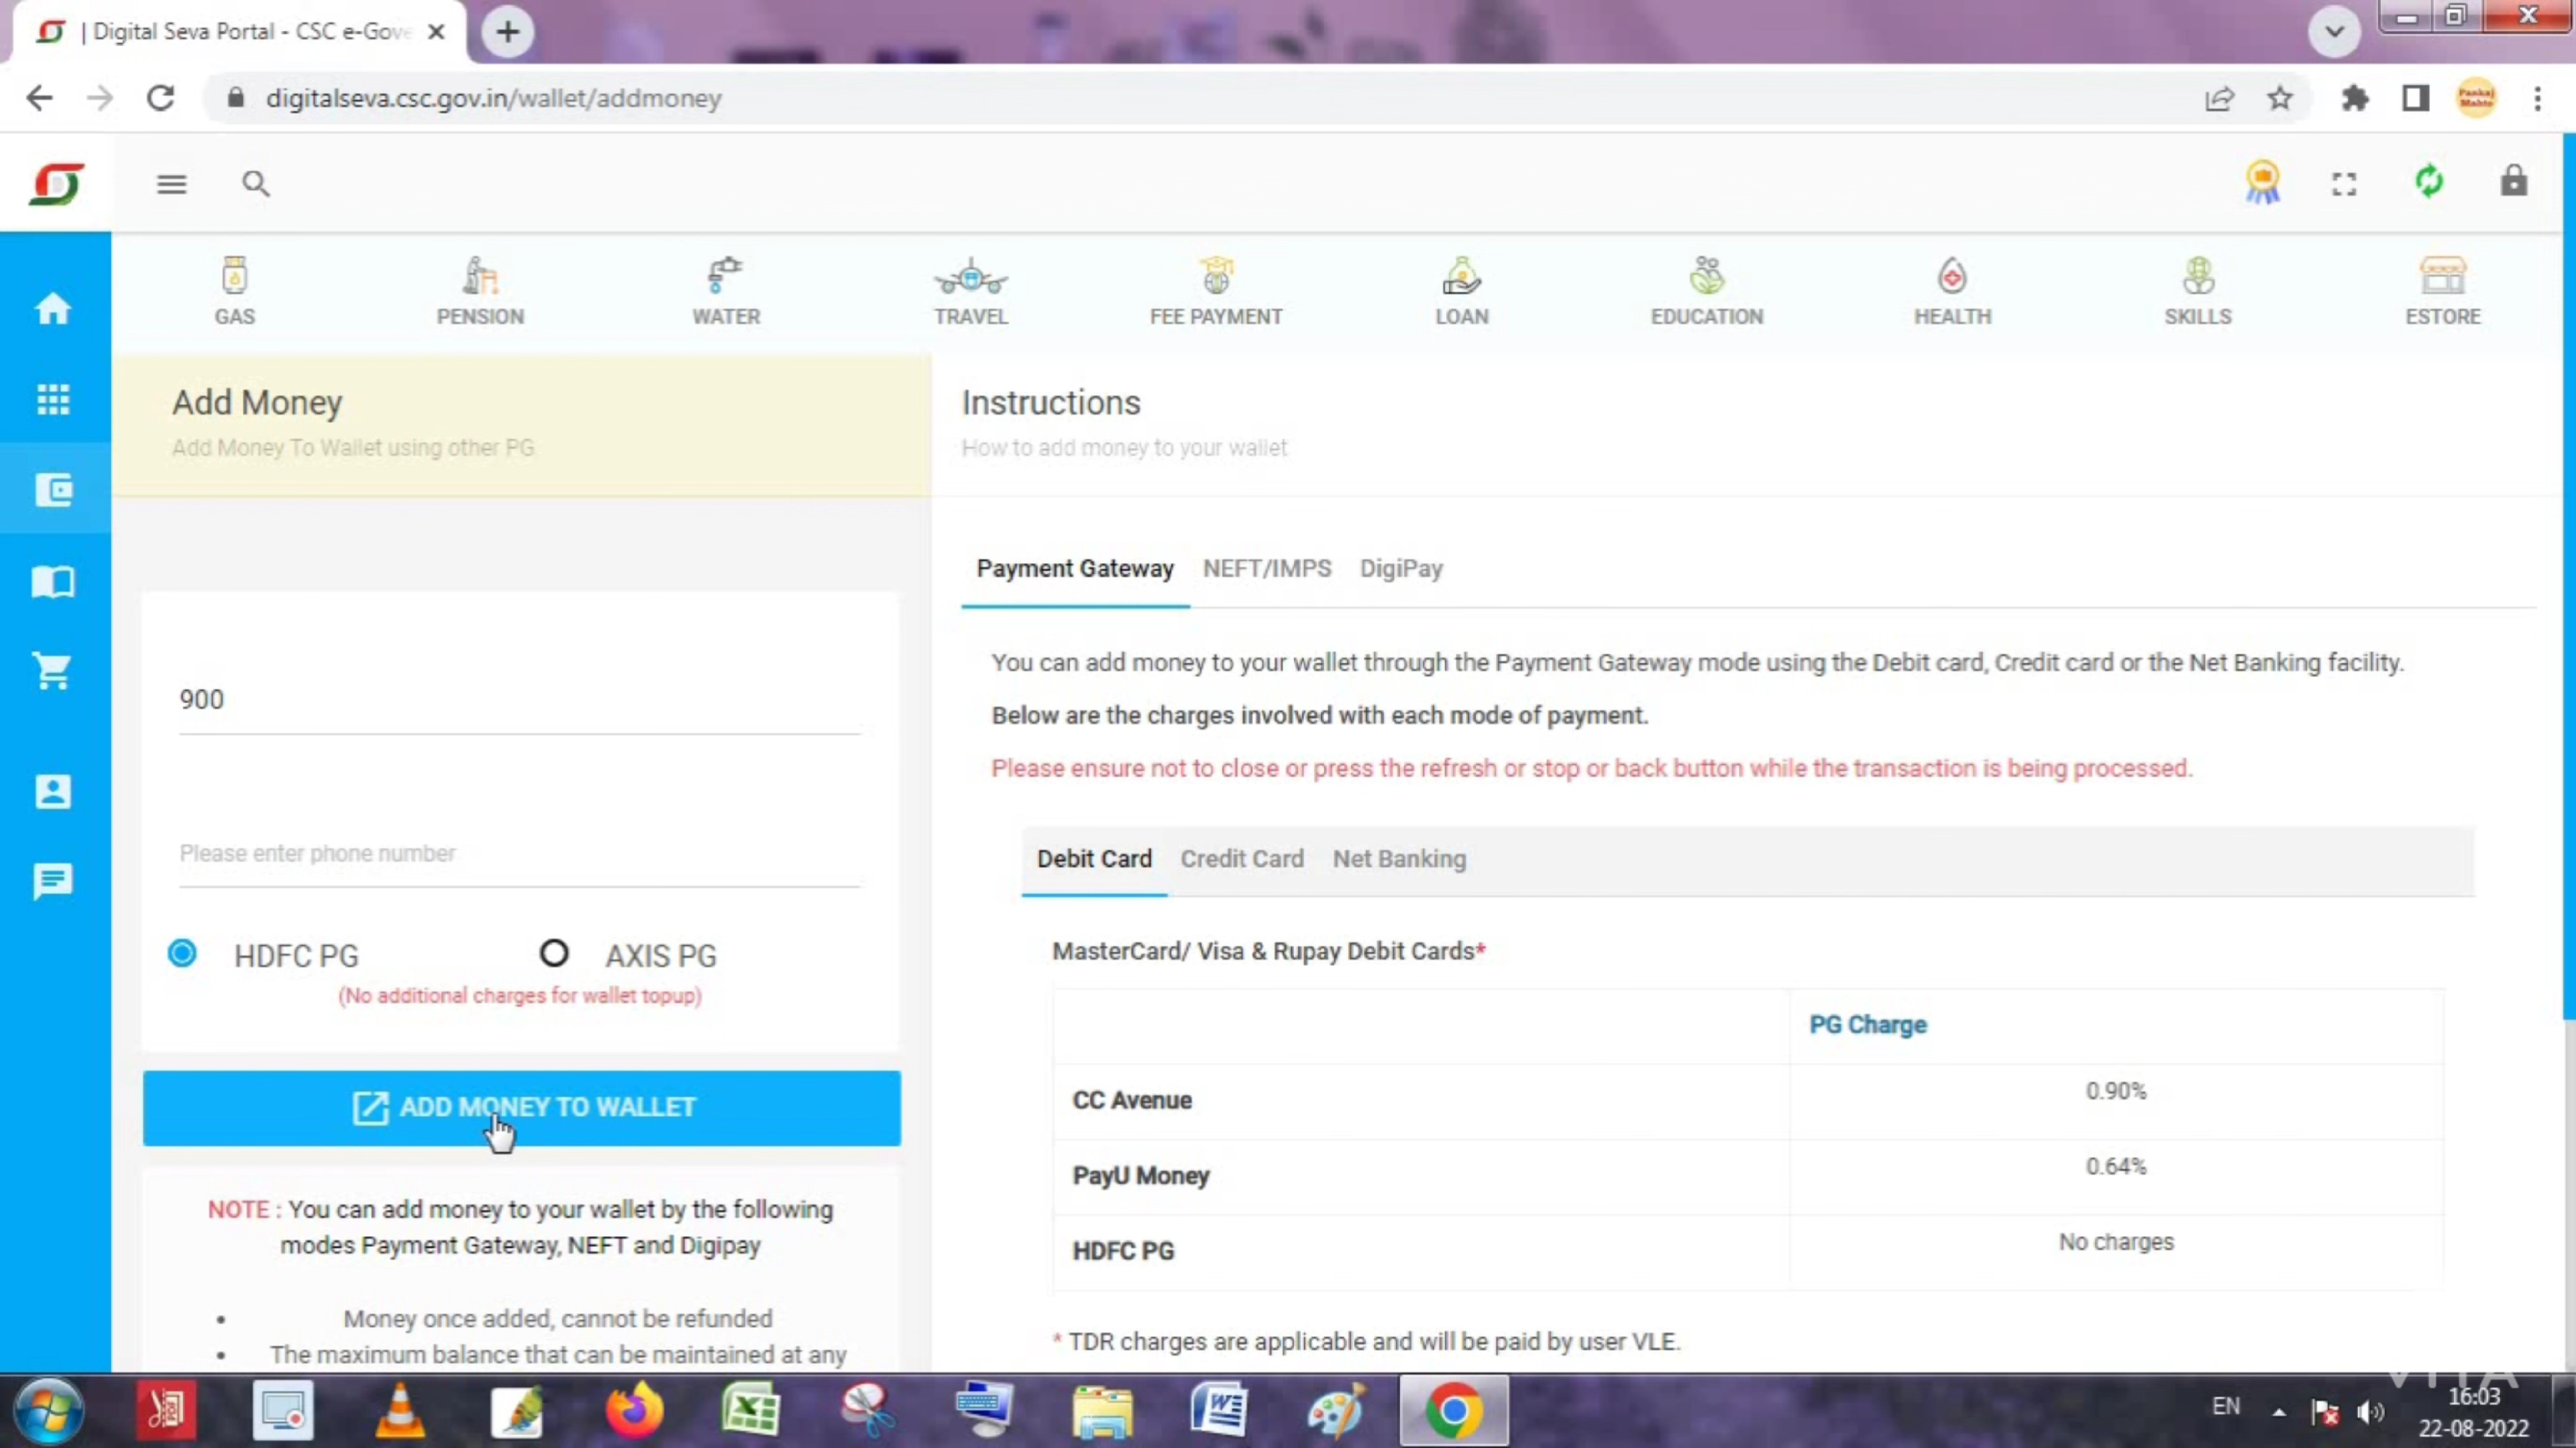 | Digital Seva Portal - CSC e-Gove
digitalseva.csc.gov.in/wallet/addmoney
Pankaj
Mahto
GAS
PENSION
WATER
TRAVEL
FEE PAYMENT
LOAN
EDUCATION
HEALTH
SKILLS
ESTORE
Add Money
Add Money To Wallet using other PG
900
Please enter phone number
HDFC PG
AXIS PG
(No additional charges for wallet topup)
ADD MONEY TO WALLET
NOTE : You can add money to your wallet by the following
modes Payment Gateway, NEFT and Digipay
• Money once added, cannot be refunded
• The maximum balance that can be maintained at any
Instructions
How to add money to your wallet
Payment Gateway NEFT/IMPS DigiPay
You can add money to your wallet through the Payment Gateway mode using the Debit card, Credit card or the Net Banking facility.
Below are the charges involved with each mode of payment.
Please ensure not to close or press the refresh or stop or back button while the transaction is being processed.
Debit Card Credit Card Net Banking
MasterCard/ Visa & Rupay Debit Cards*
PG Charge
CC Avenue 0.90%
PayU Money 0.64%
HDFC PG No charges
* TDR charges are applicable and will be paid by user VLE.
VITA
EN
16:03
22-08-2022